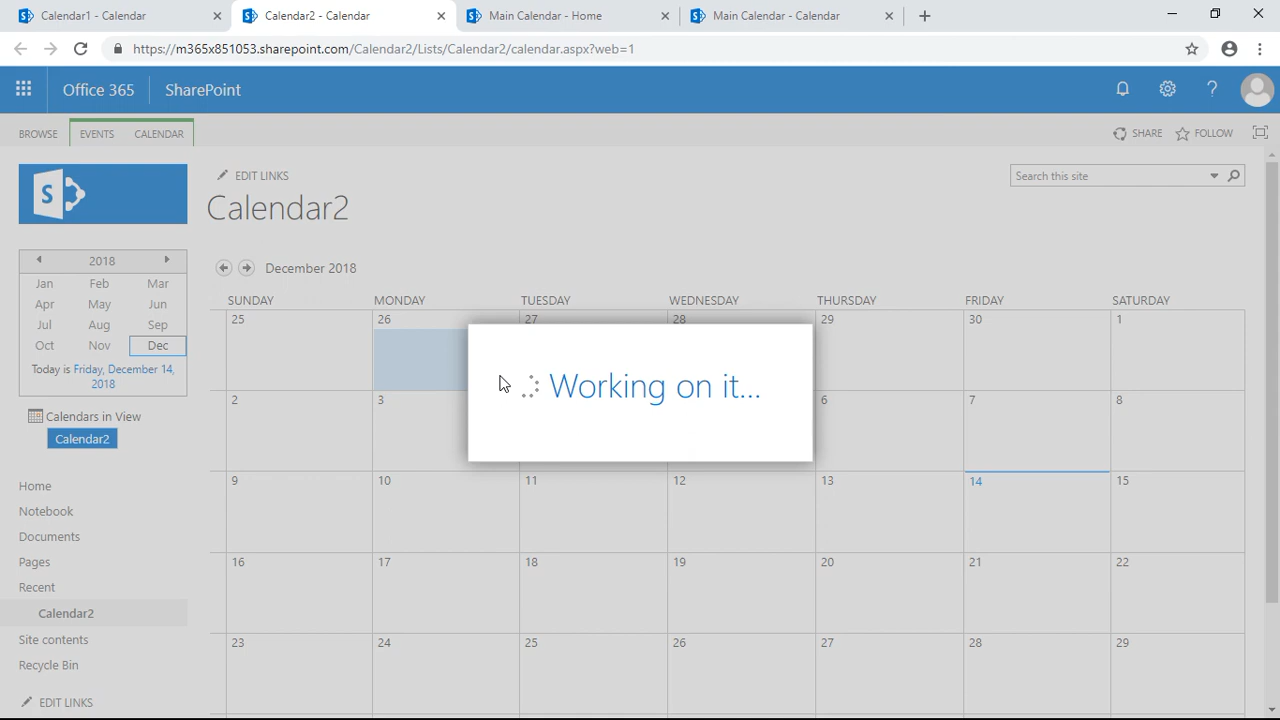 Calendar1 - Calendar
Calendar2 - Calendar
Main Calendar - Home
Main Calendar - Calendar
https://m365x851053.sharepoint.com/Calendar2/Lists/Calendar2/calendar.aspx?web=1
Office 365 SharePoint
BROWSE EVENTS CALENDAR SHARE FOLLOW
EDIT LINKS
Search this site
Calendar2
2018
Jan Feb Mar
Apr May Jun
Jul Aug Sep
Oct Nov Dec
Today is Friday, December 14,
2018
Calendars in View
Calendar2
Home
Notebook
Documents
Pages
Recent
Calendar2
Site contents
Recycle Bin
EDIT LINKS
December 2018
SUNDAY MONDAY TUESDAY WEDNESDAY THURSDAY FRIDAY SATURDAY
25 26 27 28 29 30 1
2 3 6 7 8
Working on it...
9 10 11 12 13 14 15
16 17 18 19 20 21 22
23 24 25 26 27 28 29